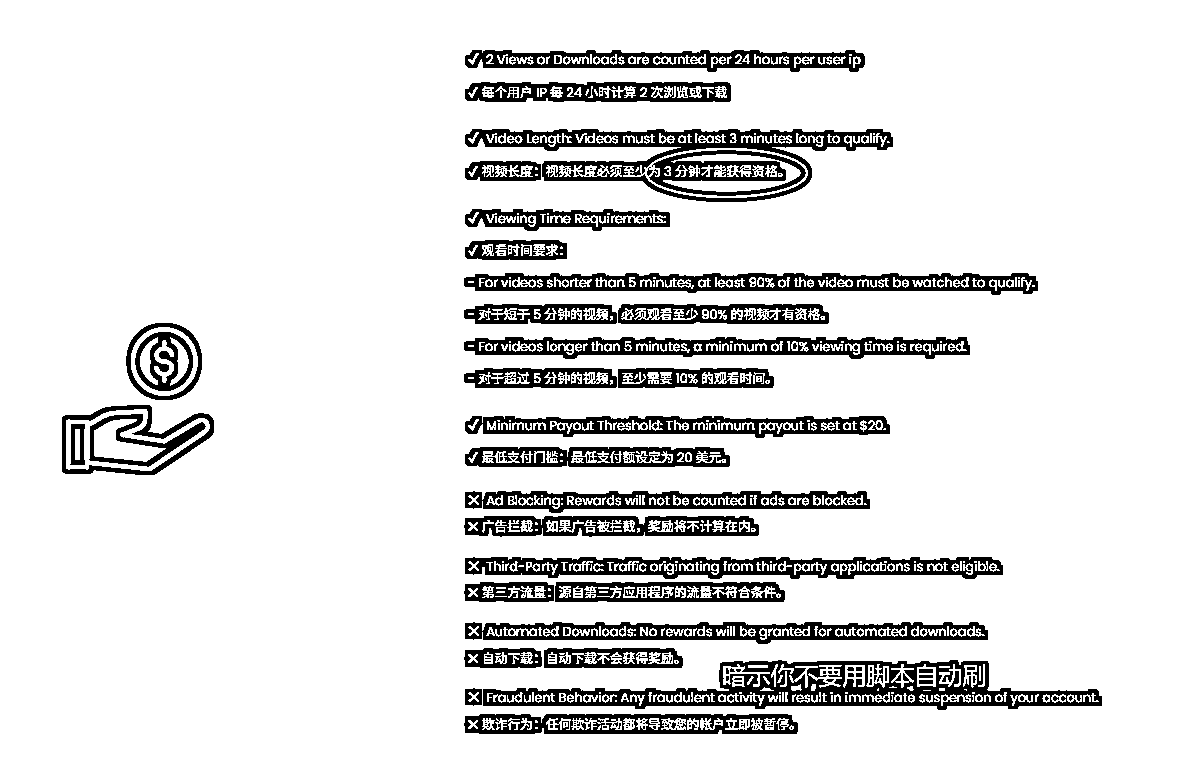 ✓ 2 Views or Downloads are counted per 24 hours per user ip
✓ 每个用户 IP 每 24 小时计算 2 次浏览或下载
✓ Video Length: Videos must be at least 3 minutes long to qualify.
✓ 视频长度：视频长度必须至少为 3 分钟才能获得资格。
✓ Viewing Time Requirements:
✓ 观看时间要求：
- For videos shorter than 5 minutes, at least 90% of the video must be watched to qualify.
- 对于短于 5 分钟的视频，必须观看至少 90% 的视频才有资格。
- For videos longer than 5 minutes, a minimum of 10% viewing time is required.
- 对于超过 5 分钟的视频，至少需要 10% 的观看时间。
✓ Minimum Payout Threshold: The minimum payout is set at $20.
✓ 最低支付门槛：最低支付额设定为 20 美元。
✕ Ad Blocking: Rewards will not be counted if ads are blocked.
✕ 广告拦截：如果广告被拦截，奖励将不计算在内。
✕ Third-Party Traffic: Traffic originating from third-party applications is not eligible.
✕ 第三方流量：源自第三方应用程序的流量不符合条件。
✕ Automated Downloads: No rewards will be granted for automated downloads.
✕ 自动下载：自动下载不会获得奖励。
暗示你不要用脚本自动刷
✕ Fraudulent Behavior: Any fraudulent activity will result in immediate suspension of your account.
✕ 欺诈行为：任何欺诈活动都将导致您的帐户立即被暂停。
$